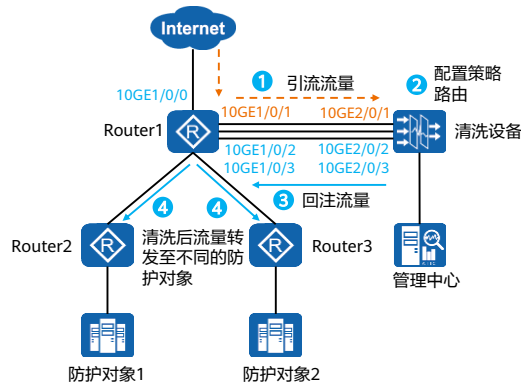 Internet
1 引流流量
2 配置策略
路由
10GE1/0/0
10GE1/0/1
10GE2/0/1
Router1
R
清洗设备
10GE1/0/2
10GE2/0/2
10GE1/0/3
10GE2/0/3
3 回注流量
4
4
Router2
R
清洗后流量转
发至不同的防
护对象
R
Router3
管理中心
防护对象1
防护对象2